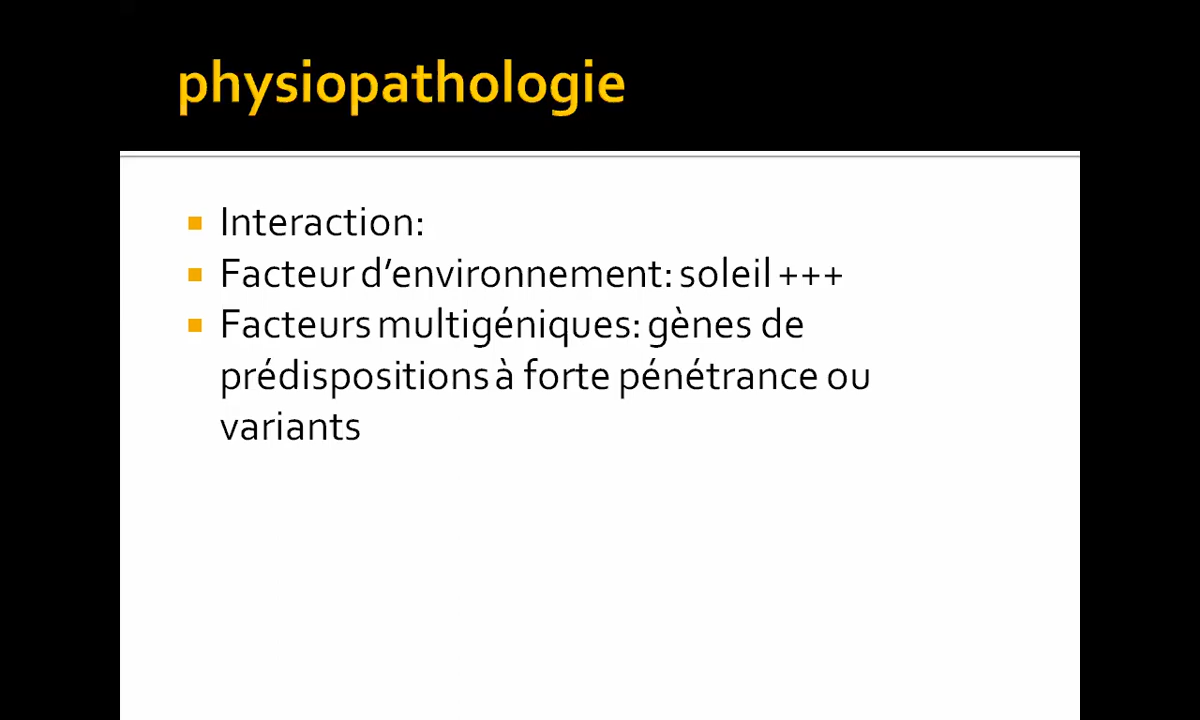 physiopathologie
Interaction:
Facteur d’environnement: soleil +++
Facteurs multigéniques: gènes de
prédispositions à forte pénétrance ou
variants